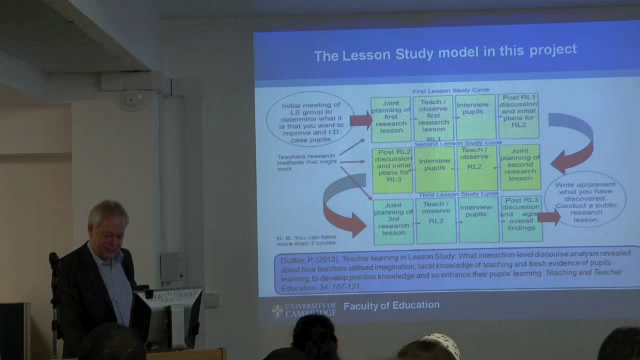 The Lesson Study model in this project
First Lesson Study Cycle
Initial meeting of
LS group to
determine what it
is that you want to
improve and I.D.
case pupils
Joint
planning of
first
research
lesson
Teach /
observe
first
research
lesson
RL1
Interview
pupils
Post RL1
discussion
and initial
plans for
RL2
Second Lesson Study Cycle
Teachers research
methods that might
work
Post RL2
discussion
and initial
plans for
RL3
Interview
pupils
Teach /
observe
RL2
Joint
planning of
second
research
lesson
Third Lesson Study Cycle
Joint
planning
of 3rd
research
lesson
Teach /
observe
RL3
Interview
pupils
Post RL3
discussion
and agree
overall
findings
Write up/present
what you have
discovered.
Conduct a public
research
lesson.
N. B. You can have
more than 3 cycles
Dudley, P. (2013). Teacher learning in Lesson Study: What interaction-level discourse analysis revealed
about how teachers utilised imagination, tacit knowledge of teaching and fresh evidence of pupils
learning, to develop practice knowledge and so enhance their pupils' learning. Teaching and Teacher
Education, 34, 107-121.
UNIVERSITY OF
CAMBRIDGE
Faculty of Education